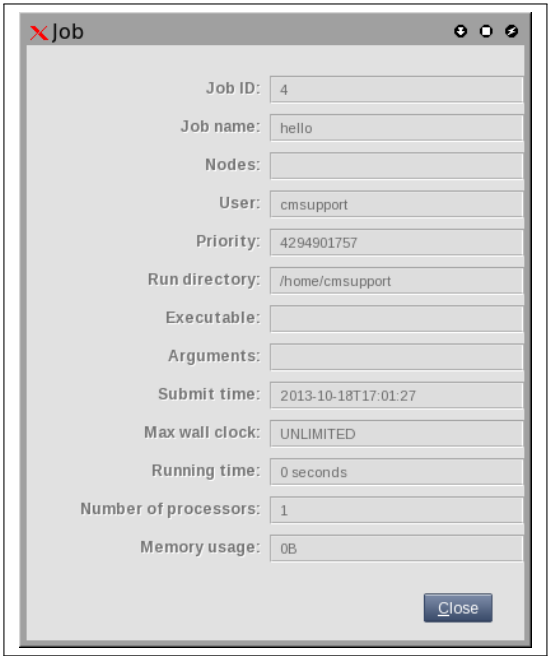 Job
Job ID: 4
Job name: hello
Nodes:
User: cmsupport
Priority: 4294901757
Run directory: /home/cmsupport
Executable:
Arguments:
Submit time: 2013-10-18T17:01:27
Max wall clock: UNLIMITED
Running time: 0 seconds
Number of processors: 1
Memory usage: 0B
Close